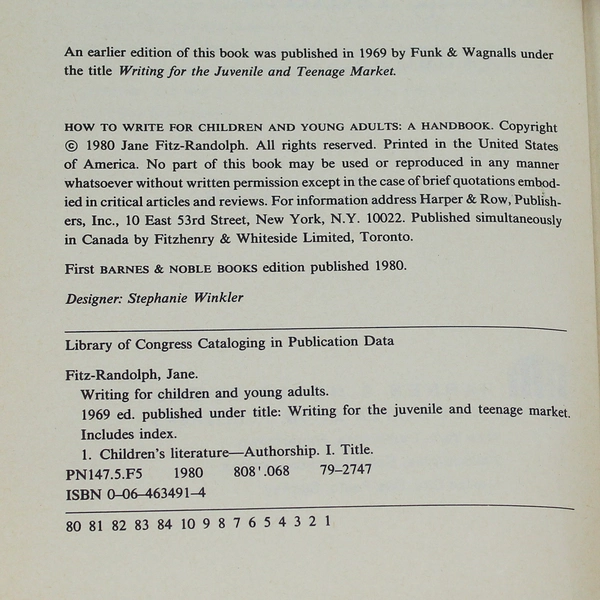 An earlier edition of this book was published in 1969 by Funk & Wagnalls under
the title Writing for the Juvenile and Teenage Market.
HOW TO WRITE FOR CHILDREN AND YOUNG ADULTS: A HANDBOOK. Copyright
© 1980 Jane Fitz-Randolph. All rights reserved. Printed in the United States
of America. No part of this book may be used or reproduced in any manner
whatsoever without written permission except in the case of brief quotations embod-
ied in critical articles and reviews. For information address Harper & Row, Publish-
ers, Inc., 10 East 53rd Street, New York, N.Y. 10022. Published simultaneously
in Canada by Fitzhenry & Whiteside Limited, Toronto.
First BARNES & NOBLE BOOKS edition published 1980.
Designer: Stephanie Winkler
Library of Congress Cataloging in Publication Data
Fitz-Randolph, Jane.
Writing for children and young adults.
1969 ed. published under title: Writing for the juvenile and teenage market.
Includes index.
1. Children's literature—Authorship. I. Title.
PN147.5.F5 1980 808'.068 79-2747
ISBN 0-06-463491-4
80 81 82 83 84 10 9 8 7 6 5 4 3 2 1